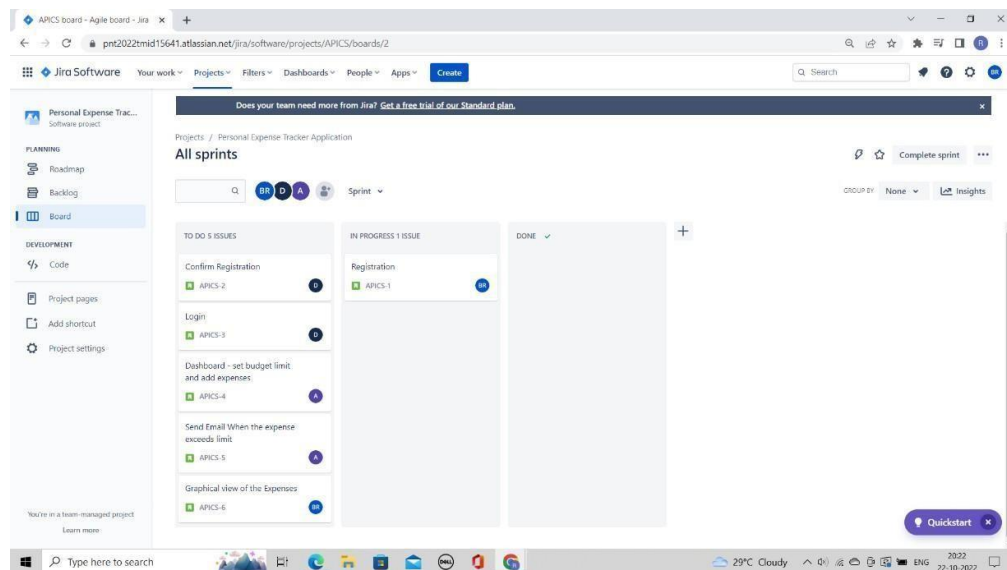 APICS board - Agile board - Jira
pnt2022tmid15641.atlassian.net/jira/software/projects/APICS/boards/2
R
Jira Software Your work Projects Filters Dashboards People Apps Create Search BR
Does your team need more from Jira? Get a free trial of our Standard plan.
Personal Expense Trac...
Software project
PLANNING
Roadmap
Backlog
Board
DEVELOPMENT
Code
Project pages
Add shortcut
Project settings
You're in a team-managed project
Learn more
Projects / Personal Expense Tracker Application
All sprints
Complete sprint
BR D A Sprint
GROUP BY None Insights
TO DO 5 ISSUES
Confirm Registration
APICS-2 D
Login
APICS-3 D
Dashboard - set budget limit
and add expenses
APICS-4 A
Send Email When the expense
exceeds limit
APICS-5 A
Graphical view of the Expenses
APICS-6 BR
IN PROGRESS 1 ISSUE
Registration
APICS-1 BR
DONE
Quickstart
Type here to search
DELL
29°C Cloudy
ENG
20:22
22-10-2022